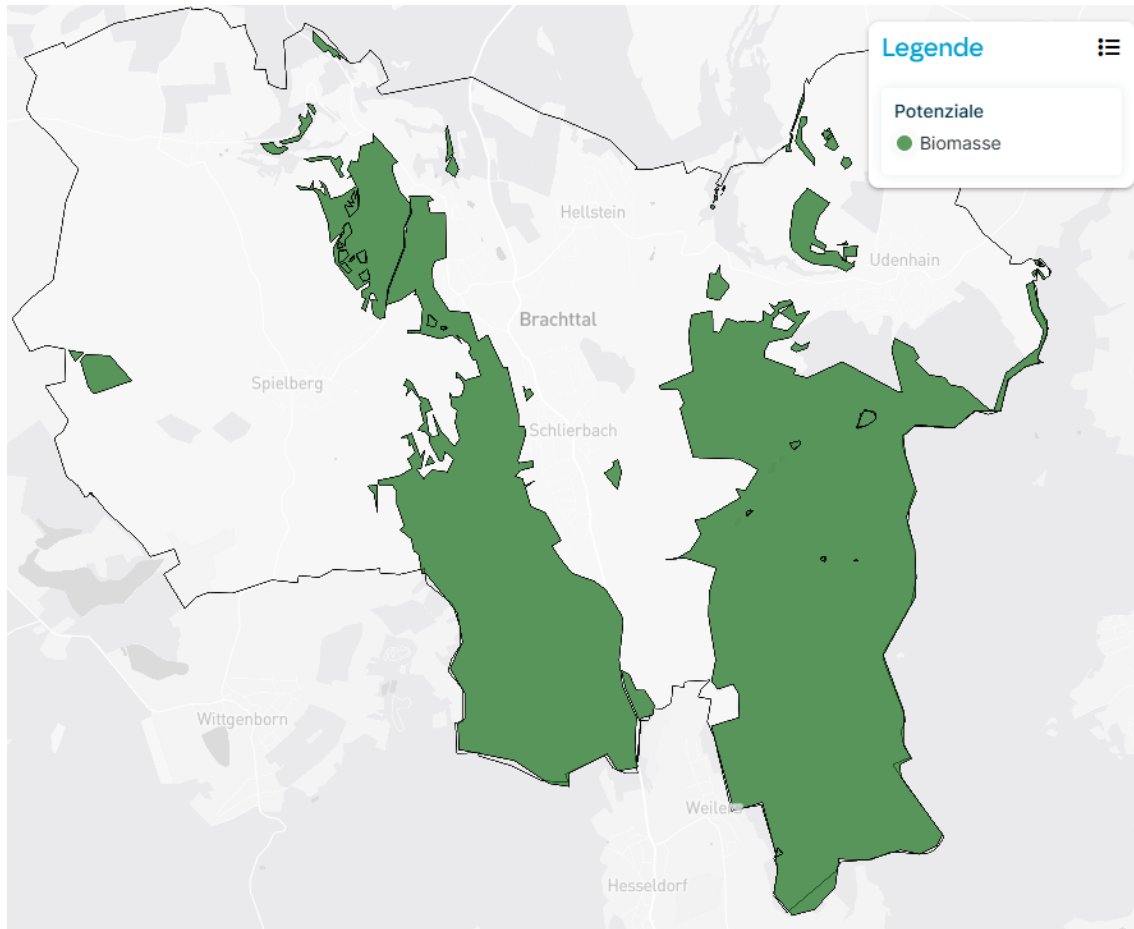 Legende
Potenziale
Biomasse
Hellstein
Udenhain
Brachttal
Spielberg
Schlierbach
Wittgenborn
Weilers
Hesseldorf